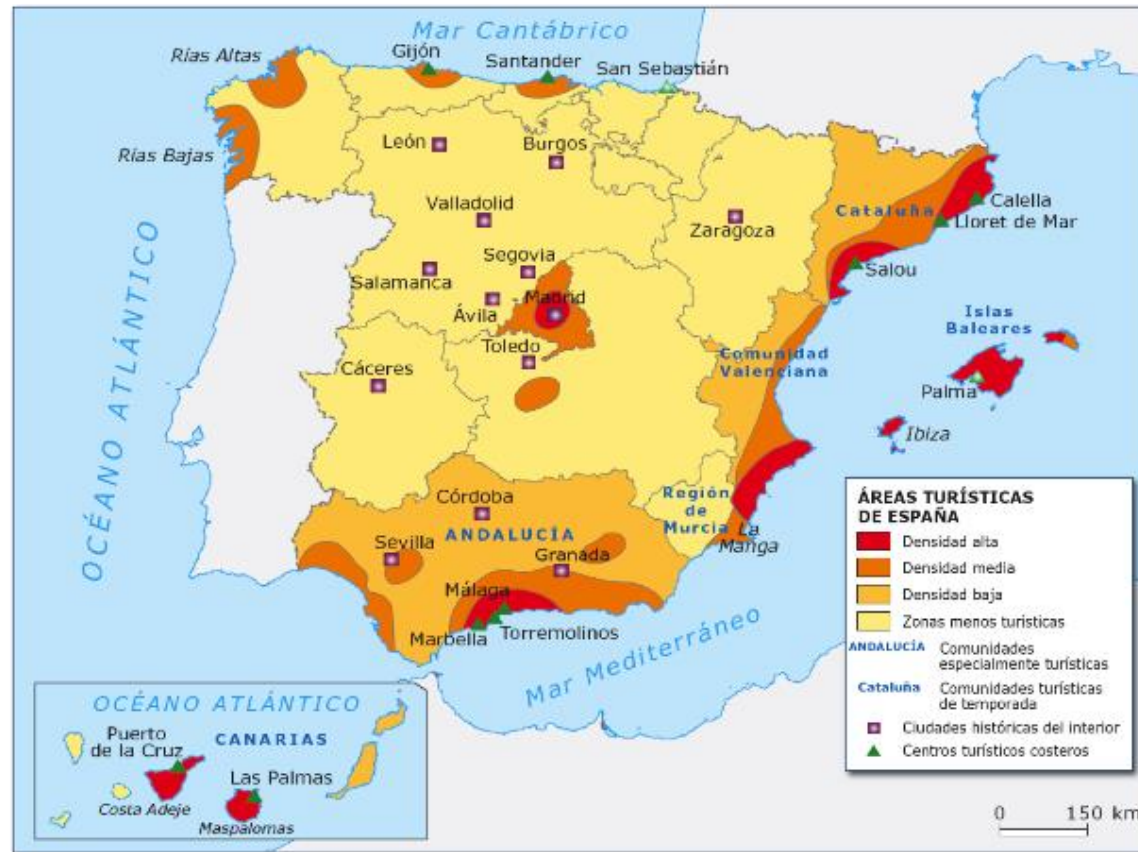 Mar Cantábrico
Rías Altas
Gijón
Santander
San Sebastián
Rías Bajas
León
Burgos
Valladolid
Zaragoza
Cataluña
Calella
Lloret de Mar
Salou
Segovia
Salamanca
Ávila
Madrid
Toledo
Cáceres
Comunidad
Valenciana
Islas
Baleares
Palma
Ibiza
OCÉANO ATLÁNTICO
Córdoba
ANDALUCÍA
Sevilla
Granada
Región
de
Murcia
La
Manga
Málaga
Marbella
Torremolinos
Mar Mediterráneo
OCÉANO ATLÁNTICO
Puerto
de la Cruz
CANARIAS
Las Palmas
Costa Adeje
Maspalomas
ÁREAS TURÍSTICAS
DE ESPAÑA
Densidad alta
Densidad media
Densidad baja
Zonas menos turísticas
ANDALUCÍA Comunidades
especialmente turísticas
Cataluña Comunidades turísticas
de temporada
Ciudades históricas del interior
Centros turísticos costeros
0 150 km